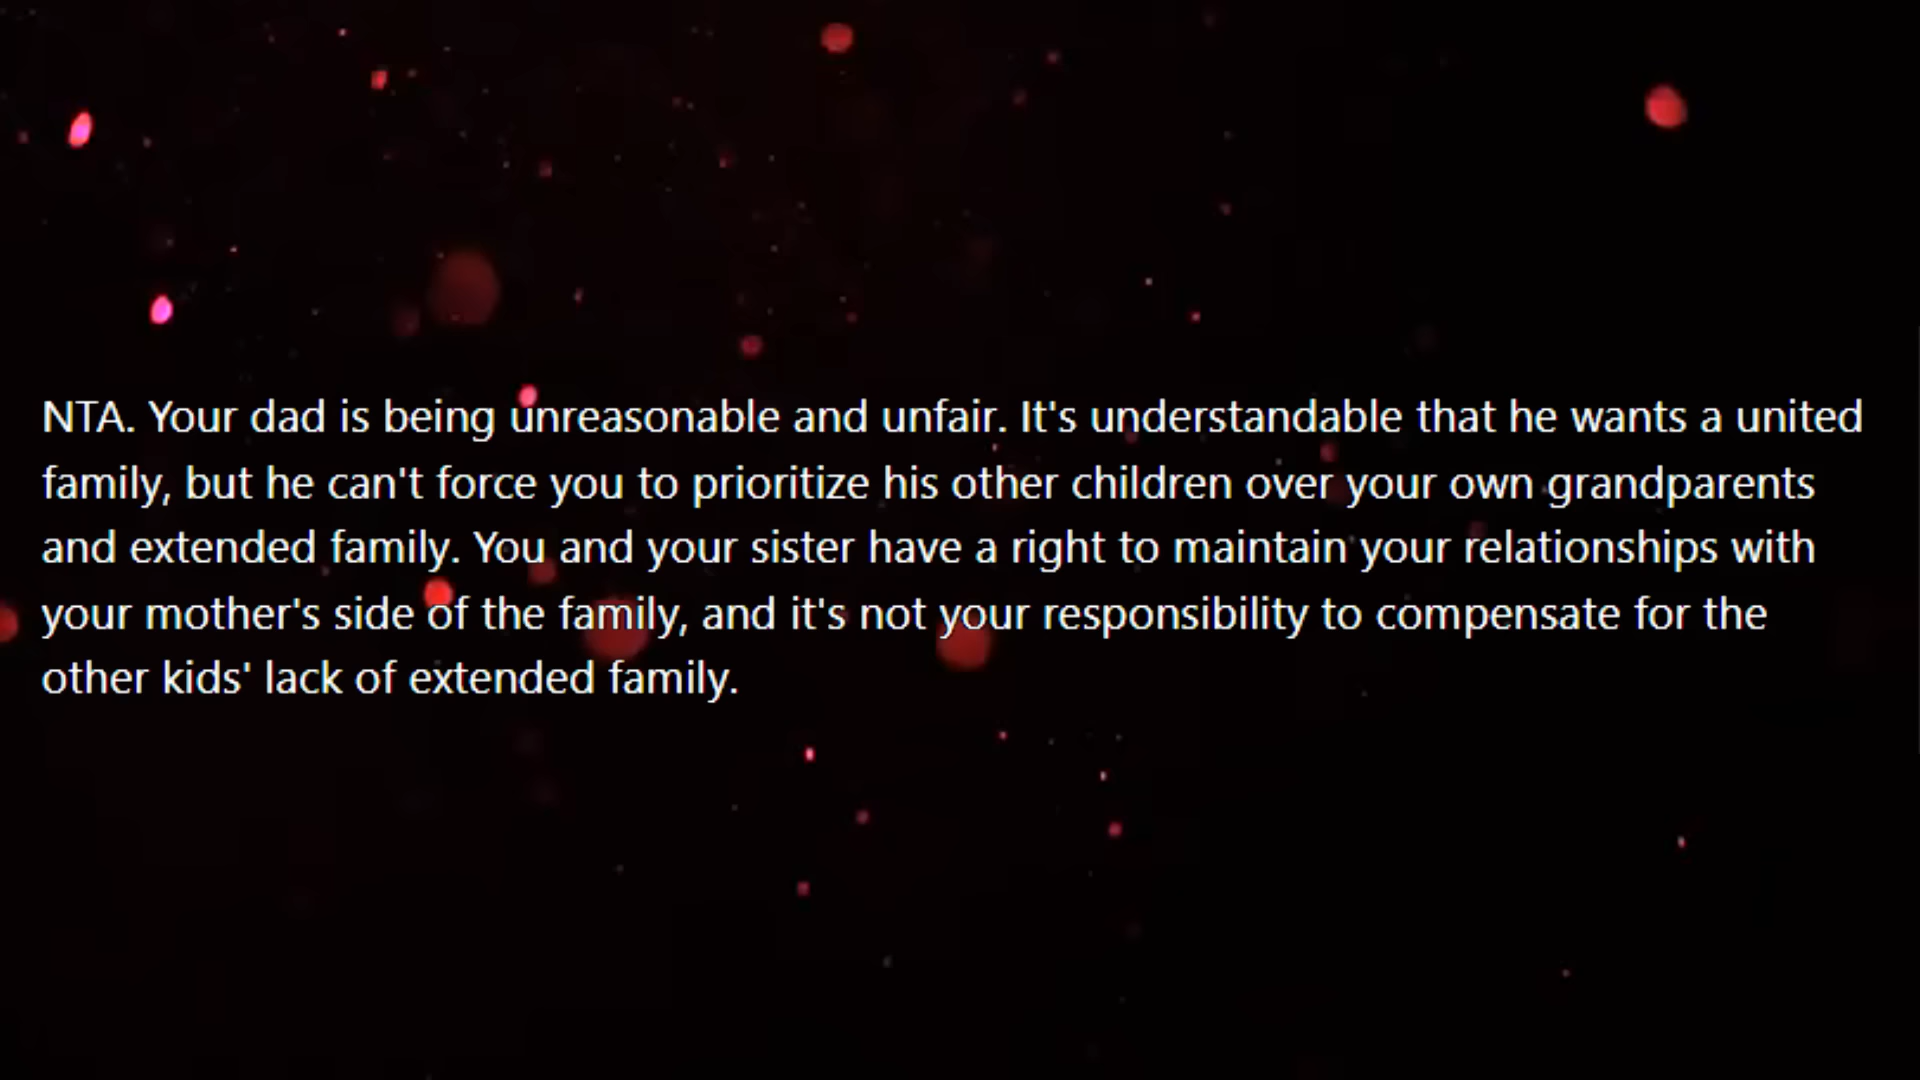 NTA. Your dad is being unreasonable and unfair. It's understandable that he wants a united
family, but he can't force you to prioritize his other children over your own grandparents
and extended family. You and your sister have a right to maintain your relationships with
your mother's side of the family, and it's not your responsibility to compensate for the
other kids' lack of extended family.